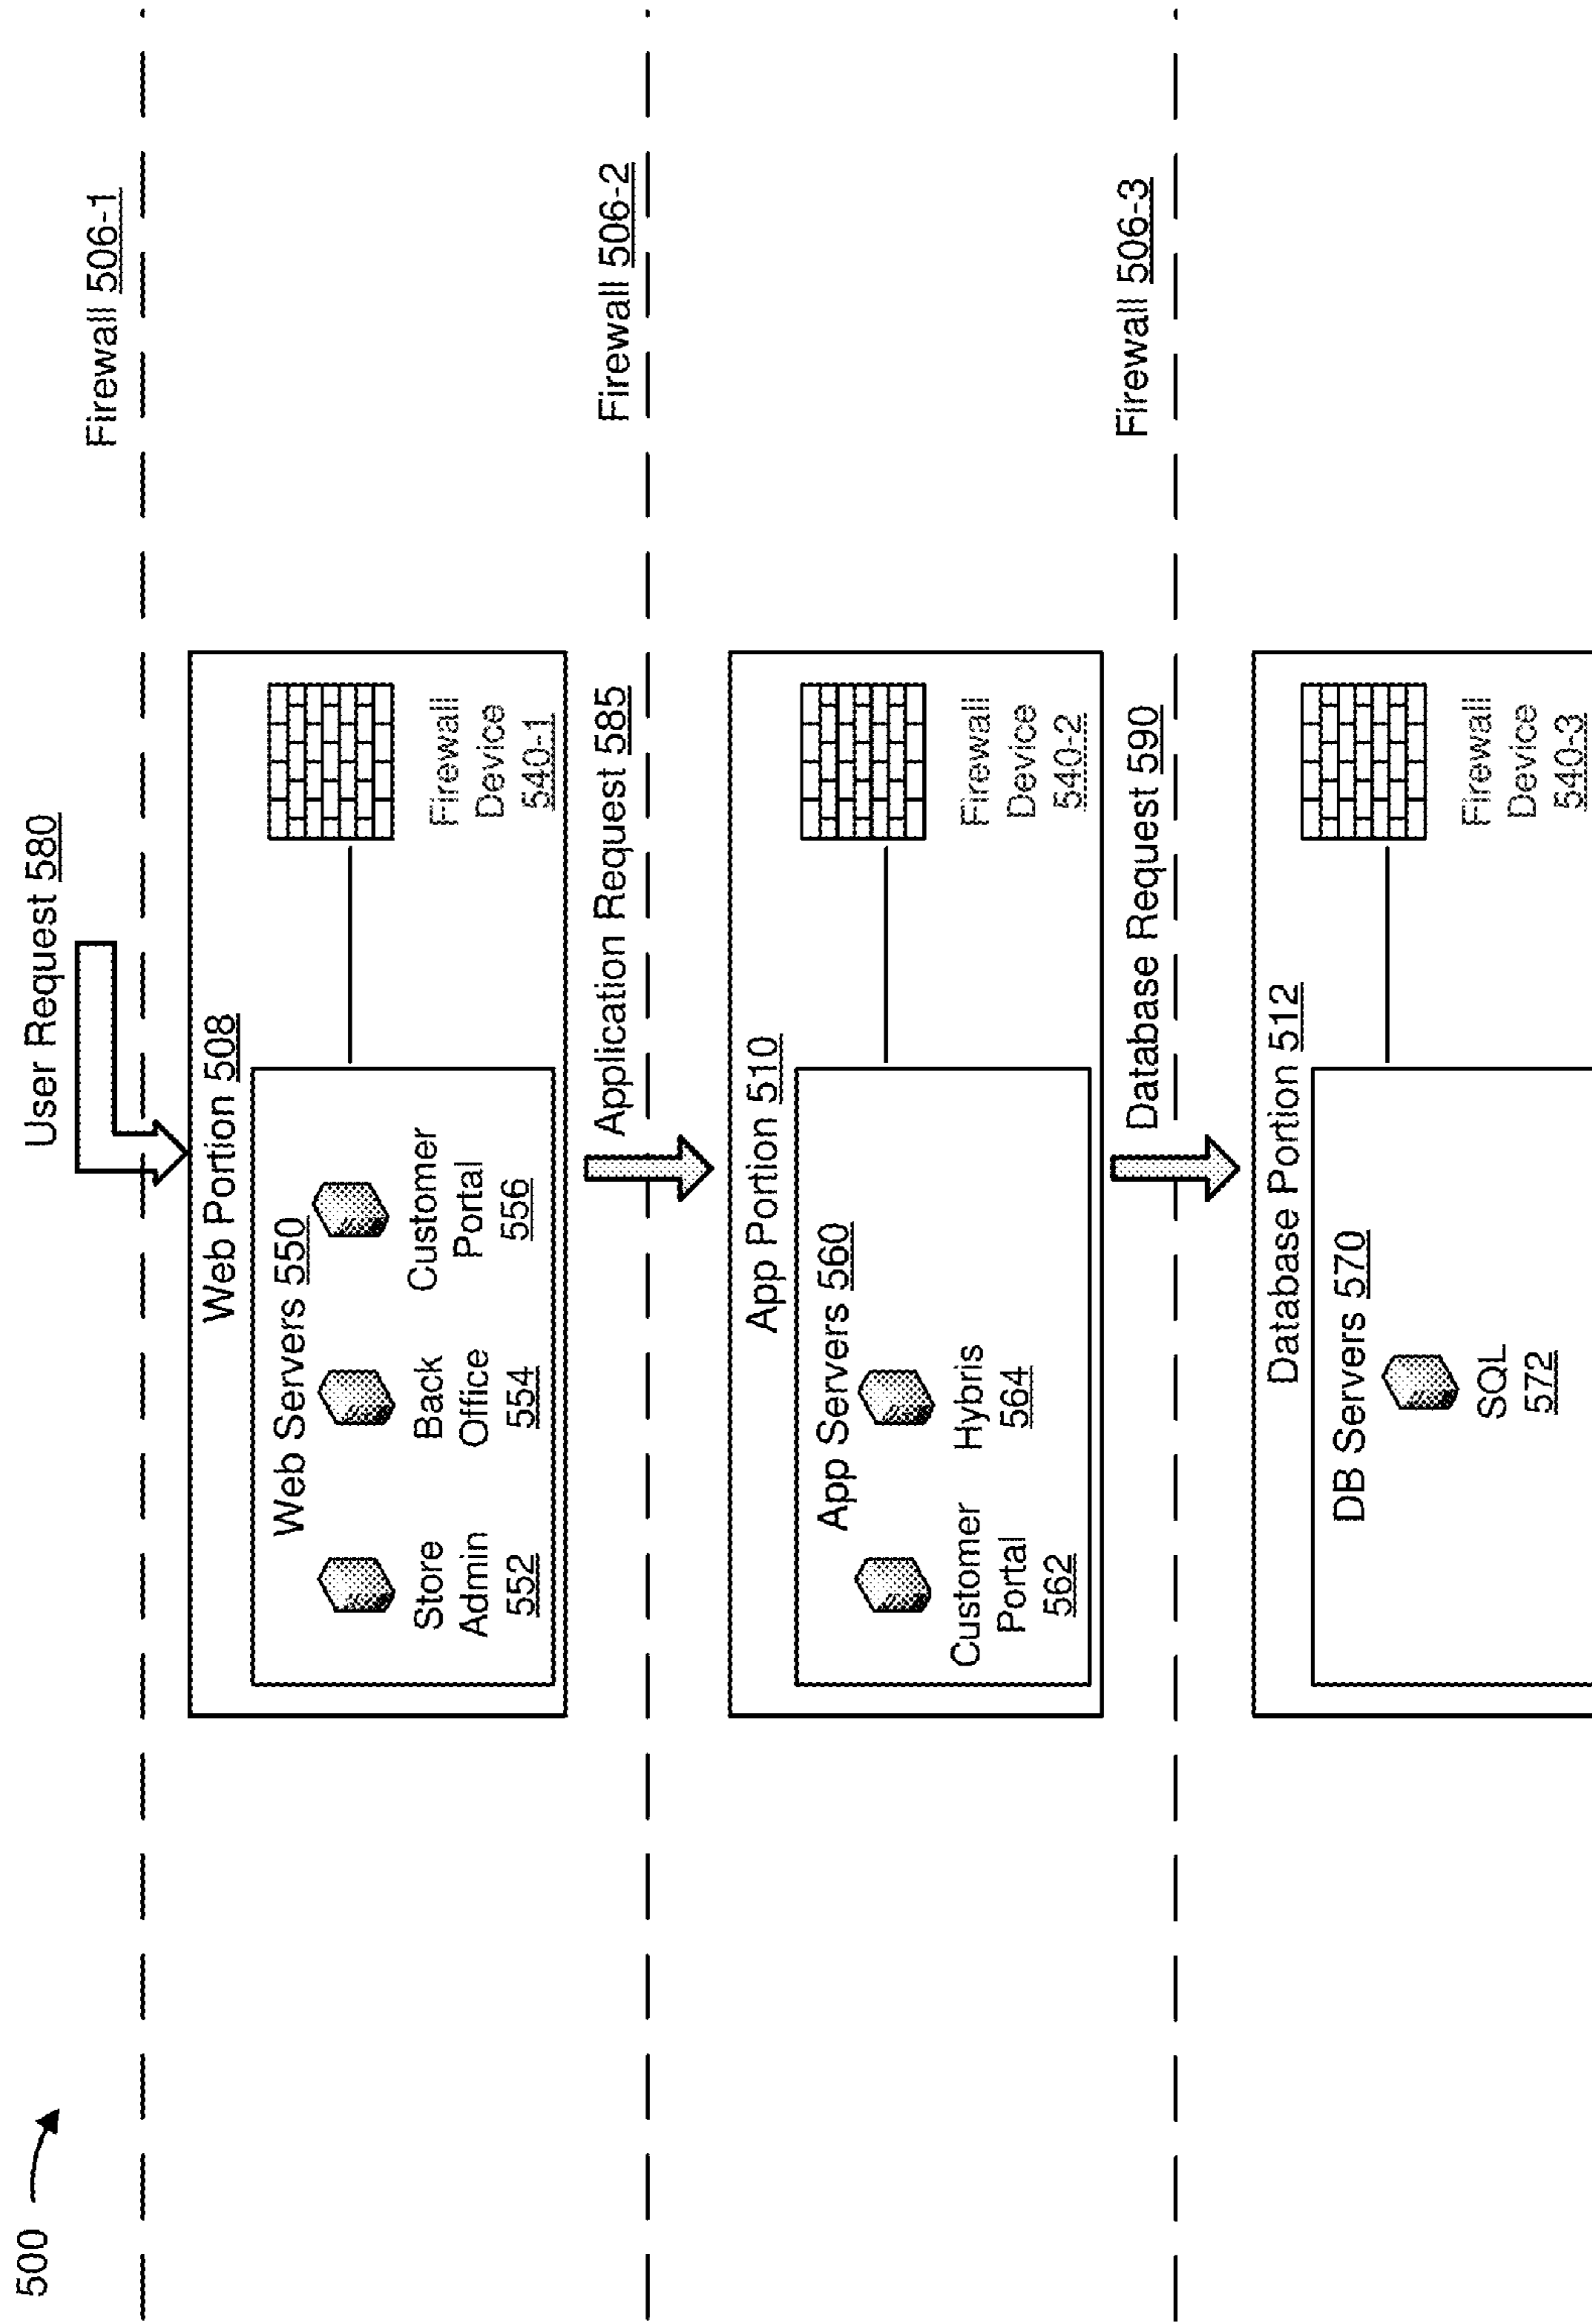 500
User Request 580
Firewall 506-1
Web Portion 508
Web Servers 550
Store
Admin
552
Back
Office
554
Customer
Portal
556
Firewall
Device
540-1
Application Request 585
Firewall 506-2
App Portion 510
App Servers 560
Customer
Portal
562
Hybris
564
Firewall
Device
540-2
Database Request 590
Firewall 506-3
Database Portion 512
DB Servers 570
SQL
572
Firewall
Device
540-3